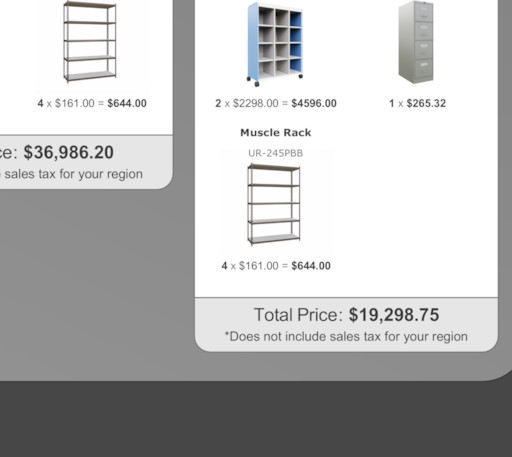 4 x $161.00 = $644.00
ce: $36,986.20
sales tax for your region
2 x $2298.00 = $4596.00
1 x $265.32
Muscle Rack
UR-245PBB
4 x $161.00 = $644.00
Total Price: $19,298.75
*Does not include sales tax for your region